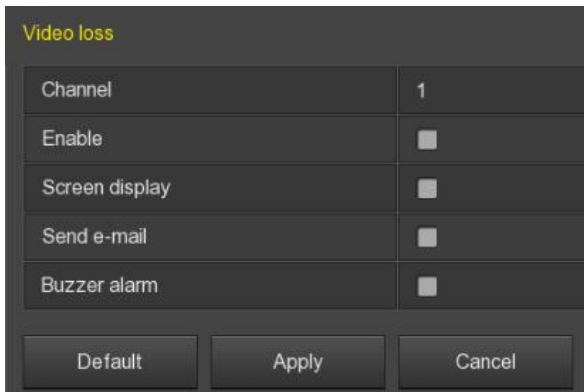 Video loss
Channel 1
Enable
Screen display
Send e-mail
Buzzer alarm
Default Apply Cancel